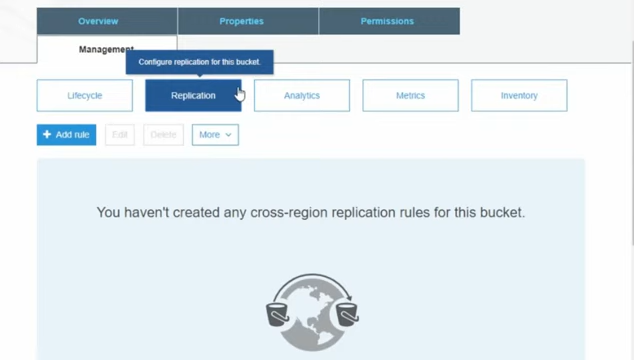 Overview
Properties
Permissions
Management
Configure replication for this bucket.
Lifecycle
Replication
Analytics
Metrics
Inventory
+ Add rule
Edit
Delete
More
You haven't created any cross-region replication rules for this bucket.